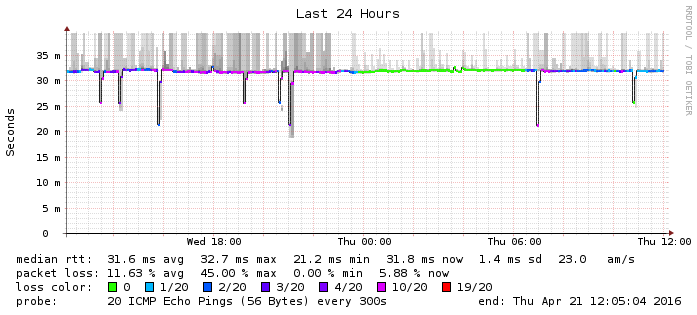 Last 24 Hours
RRDTOOL / TOBI OETIKER
Seconds
35 m
30 m
25 m
20 m
15 m
10 m
5 m
0
Wed 18:00 Thu 00:00 Thu 06:00 Thu 12:00
median rtt: 31.6 ms avg 32.7 ms max 21.2 ms min 31.8 ms now 1.4 ms sd 23.0 am/s
packet loss: 11.63 % avg 45.00 % max 0.00 % min 5.88 % now
loss color: 0 1/20 2/20 3/20 4/20 10/20 19/20
probe: 20 ICMP Echo Pings (56 Bytes) every 300s end: Thu Apr 21 12:05:04 2016